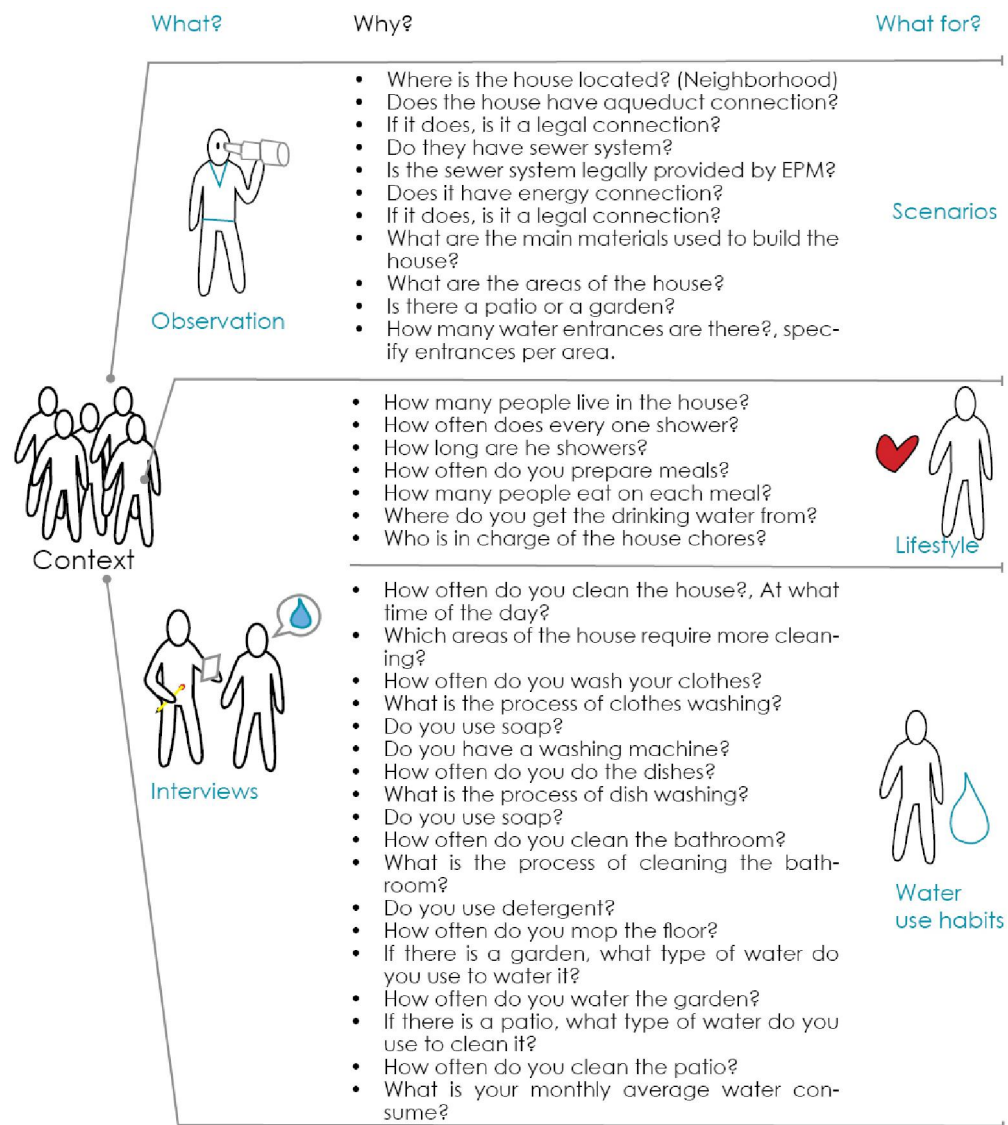 What?
Why?
What for?
• Where is the house located? (Neighborhood)
• Does the house have aqueduct connection?
• If it does, is it a legal connection?
• Do they have sewer system?
• Is the sewer system legally provided by EPM?
• Does it have energy connection?
• If it does, is it a legal connection?
• What are the main materials used to build the
house?
• What are the areas of the house?
• Is there a patio or a garden?
• How many water entrances are there?, spec-
ify entrances per area.
Observation
Scenarios
• How many people live in the house?
• How often does every one shower?
• How long are he showers?
• How often do you prepare meals?
• How many people eat on each meal?
• Where do you get the drinking water from?
• Who is in charge of the house chores?
Lifestyle
Context
• How often do you clean the house?, At what
time of the day?
• Which areas of the house require more clean-
ing?
• How often do you wash your clothes?
• What is the process of clothes washing?
• Do you use soap?
• Do you have a washing machine?
• How often do you do the dishes?
• What is the process of dish washing?
• Do you use soap?
• How often do you clean the bathroom?
• What is the process of cleaning the bath-
room?
• Do you use detergent?
• How often do you mop the floor?
• If there is a garden, what type of water do
you use to water it?
• How often do you water the garden?
• If there is a patio, what type of water do you
use to clean it?
• How often do you clean the patio?
• What is your monthly average water con-
sume?
Interviews
Water
use habits